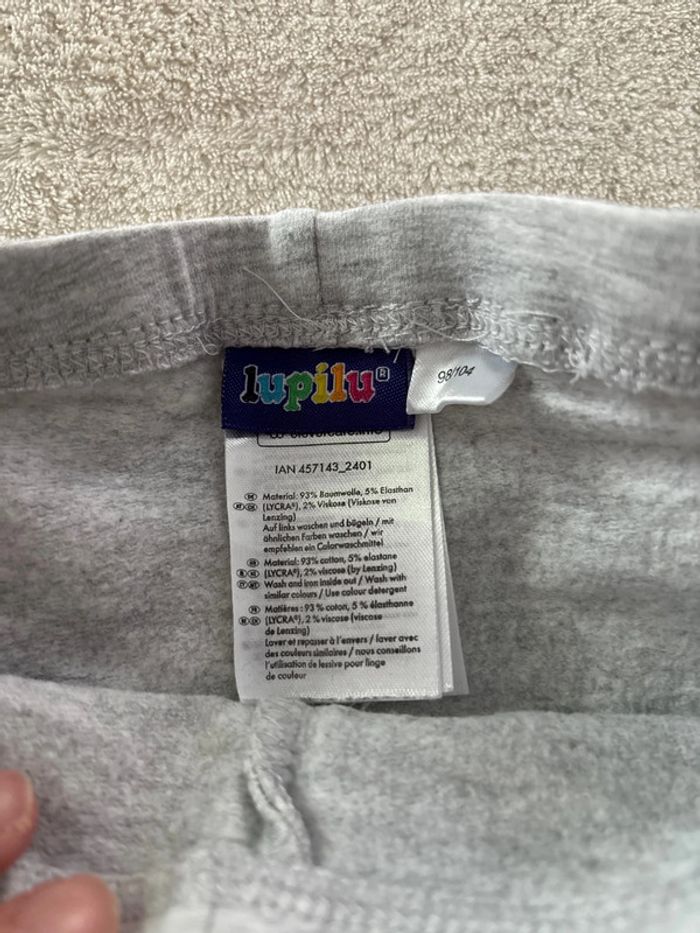 lupilu®
98/104
IAN 457143_2401
DE Material: 93% Baumwolle, 5% Elasthan
(LYCRA®), 2% Viskose (Viskose von
Lenzing)
Auf links waschen und bügeln / mit
ähnlichen Farben waschen / wir
empfehlen ein Colorwaschmittel
Material: 93% cotton, 5% elastane
(LYCRA®), 2% viscose (by Lenzing)
Wash and iron inside out / Wash with
similar colours / Use colour detergent
Matières : 93 % coton, 5 % élasthanne
(LYCRA®), 2 % viscose (viscose
de Lenzing)
Laver et repasser à l'envers / laver avec
des couleurs similaires / nous conseillons
l'utilisation de lessive pour linge
de couleur